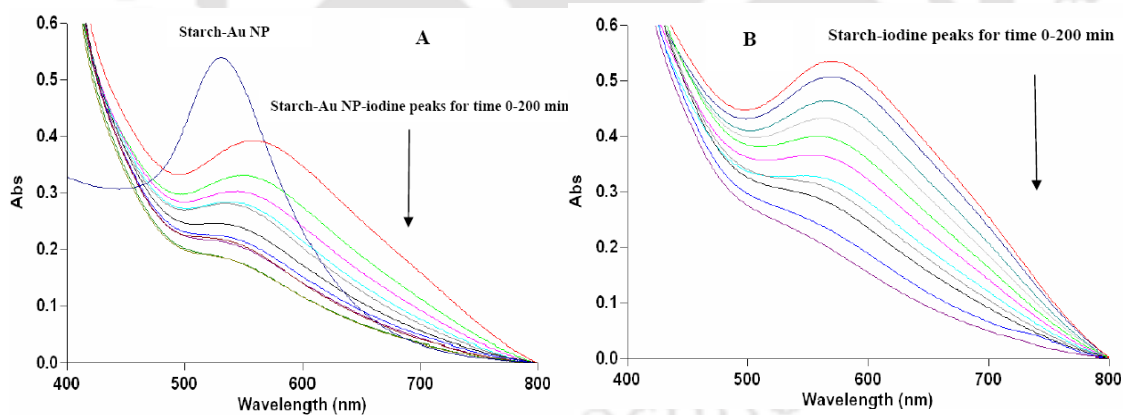 Starch-Au NP
A
Starch-Au NP-iodine peaks for time 0-200 min
Abs
0.6
0.5
0.4
0.3
0.2
0.1
0.0
400 500 600 700 800
Wavelength (nm)
B
Starch-iodine peaks for time 0-200 min
Abs
0.6
0.5
0.4
0.3
0.2
0.1
0.0
400 500 600 700 800
Wavelength (nm)